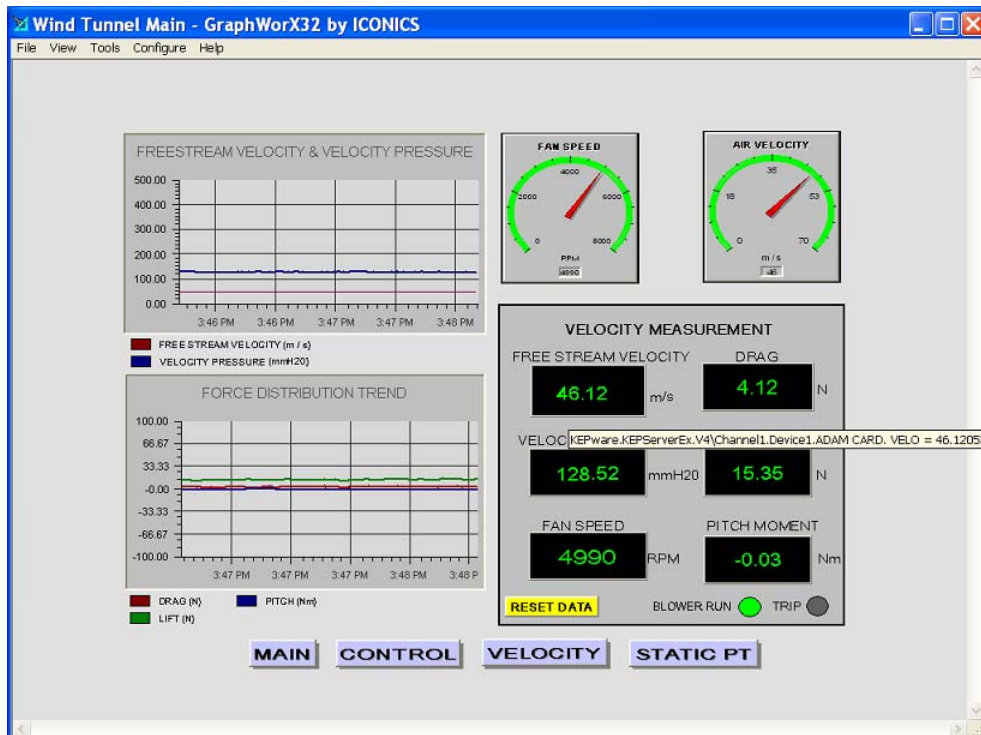 Wind Tunnel Main - GraphWorX32 by ICONICS
File View Tools Configure Help
FREESTREAM VELOCITY & VELOCITY PRESSURE
500.00
400.00
300.00
200.00
100.00
0.00
3:46 PM 3:46 PM 3:47 PM 3:47 PM 3:48 PM
FREE STREAM VELOCITY (m / s)
VELOCITY PRESSURE (mmH20)
FORCE DISTRIBUTION TREND
100.00
66.67
33.33
-0.00
-33.33
-66.67
-100.00
3:47 PM 3:47 PM 3:48 PM 3:48 P
DRAG (N) PITCH (Nm)
LIFT (N)
FAN SPEED
4000
2000 6000
0 8000
RPM
4990
AIR VELOCITY
35
18 53
0 70
m / s
46
VELOCITY MEASUREMENT
FREE STREAM VELOCITY DRAG
46.12 m/s 4.12 N
VELOC KEPware.KEPServerEx.V4\Channel1.Device1.ADAM CARD. VELO = 46.1205
128.52 mmH20 15.35 N
FAN SPEED PITCH MOMENT
4990 RPM -0.03 Nm
RESET DATA BLOWER RUN TRIP
MAIN CONTROL VELOCITY STATIC PT